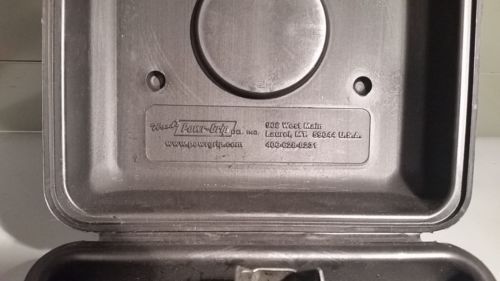 Wood's Powr-Grip CO. INC.
www.powrgrip.com
908 West Main
Laurel, MT 59044 U.S.A.
406-628-8231